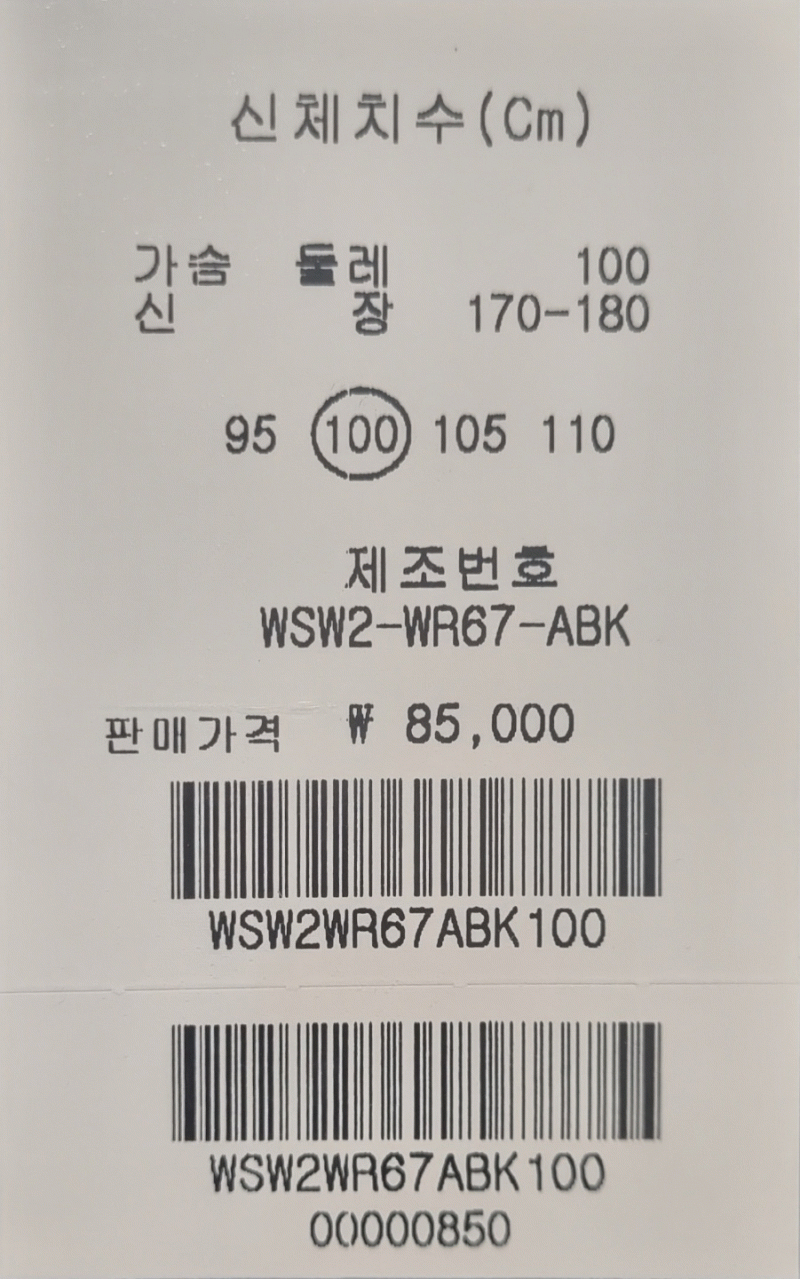 신체치수(Cm)
가슴 둘레 100
신 장 170-180
95 100 105 110
제조번호
WSW2-WR67-ABK
판매가격 ₩ 85,000
WSW2WR67ABK100
WSW2WR67ABK100
00000850